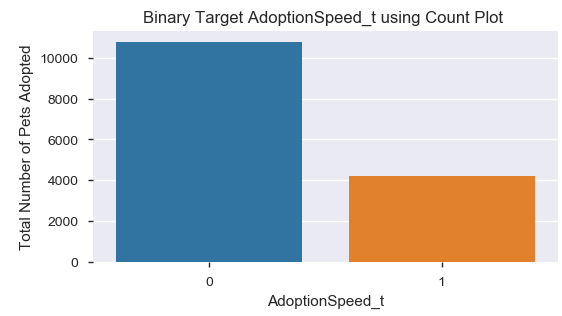 Binary Target AdoptionSpeed_t using Count Plot
Total Number of Pets Adopted
10000
8000
6000
4000
2000
0
0 1
AdoptionSpeed_t